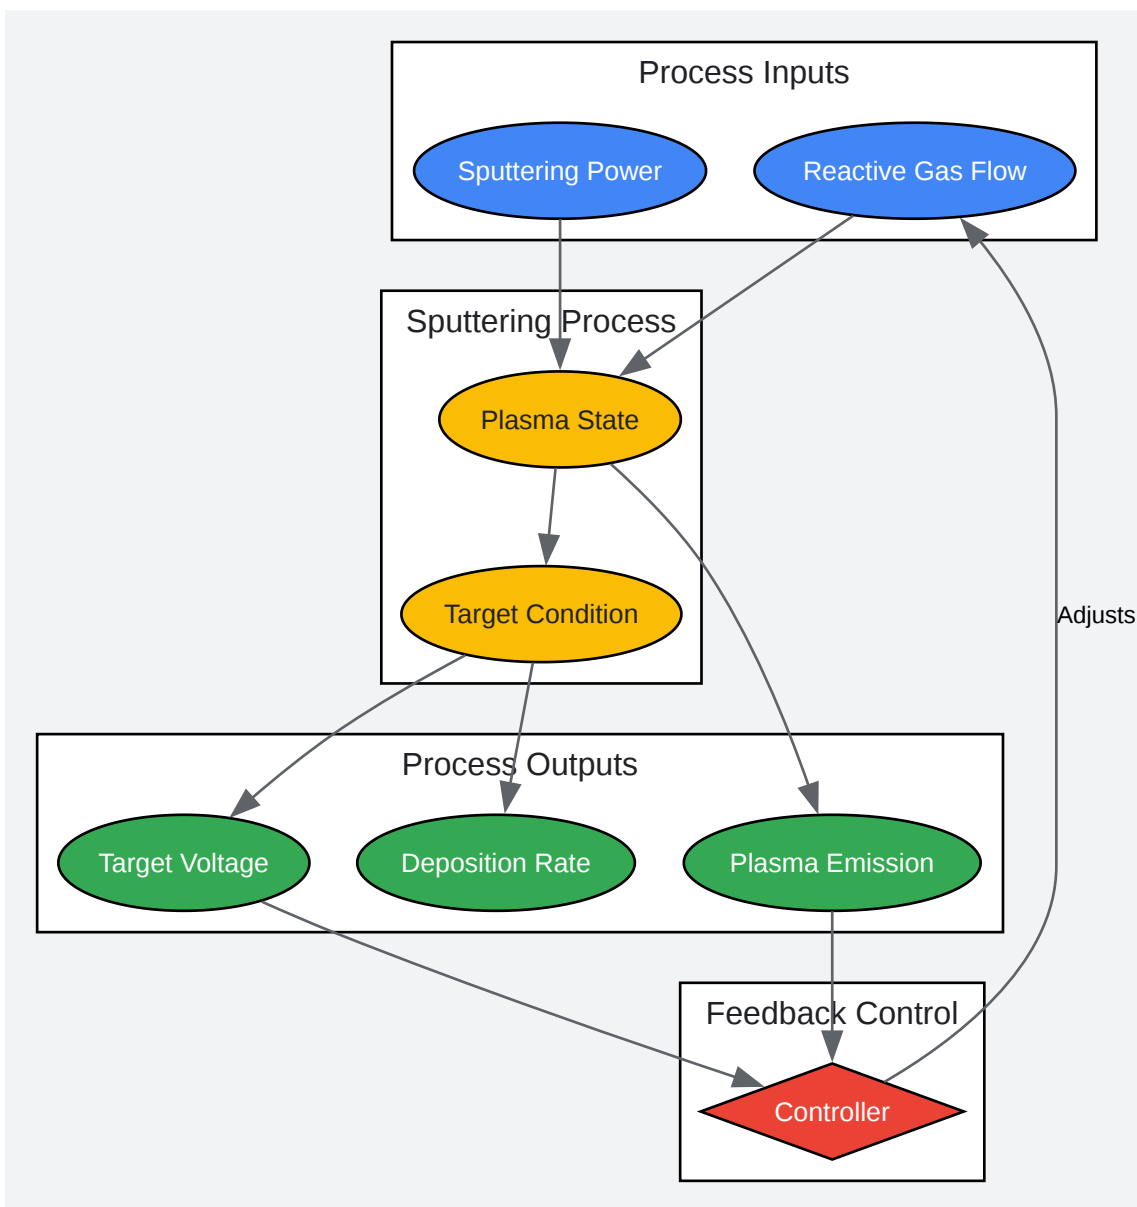 Process Inputs
Sputtering Power
Reactive Gas Flow
Sputtering Process
Plasma State
Target Condition
Adjusts
Process Outputs
Target Voltage
Deposition Rate
Plasma Emission
Feedback Control
Controller